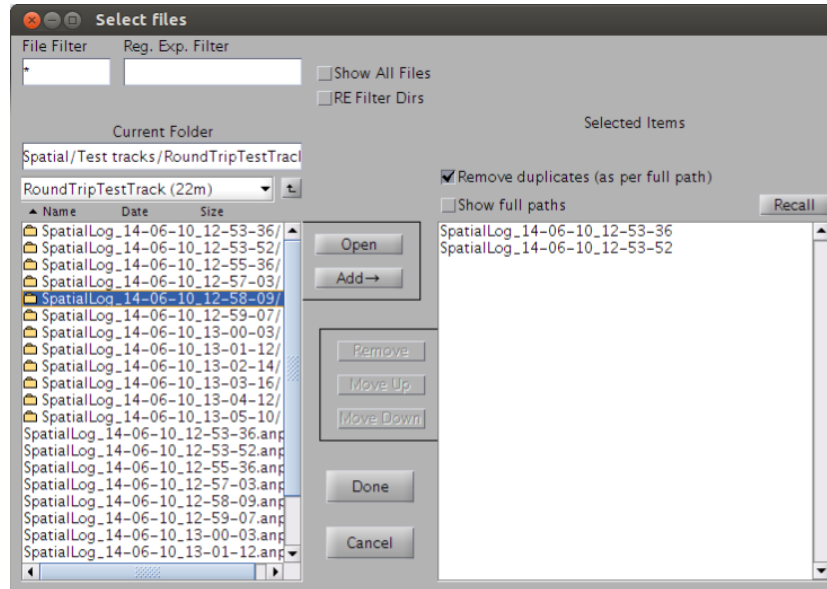 Select files
File Filter Reg. Exp. Filter
*
Show All Files
RE Filter Dirs
Current Folder
Spatial/Test tracks/RoundTripTestTracl
RoundTripTestTrack (22m)
Name Date Size
SpatialLog_14-06-10_12-53-36/
SpatialLog_14-06-10_12-53-52/
SpatialLog_14-06-10_12-55-36/
SpatialLog_14-06-10_12-57-03/
SpatialLog_14-06-10_12-58-09/
SpatialLog_14-06-10_12-59-07/
SpatialLog_14-06-10_13-00-03/
SpatialLog_14-06-10_13-01-12/
SpatialLog_14-06-10_13-02-14/
SpatialLog_14-06-10_13-03-16/
SpatialLog_14-06-10_13-04-12/
SpatialLog_14-06-10_13-05-10/
SpatialLog_14-06-10_12-53-36.anp
SpatialLog_14-06-10_12-53-52.anp
SpatialLog_14-06-10_12-55-36.anp
SpatialLog_14-06-10_12-57-03.anp
SpatialLog_14-06-10_12-58-09.anp
SpatialLog_14-06-10_12-59-07.anp
SpatialLog_14-06-10_13-00-03.anp
SpatialLog_14-06-10_13-01-12.anp
Open
Add→
Remove
Move Up
Move Down
Done
Cancel
Selected Items
Remove duplicates (as per full path)
Show full paths Recall
SpatialLog_14-06-10_12-53-36
SpatialLog_14-06-10_12-53-52